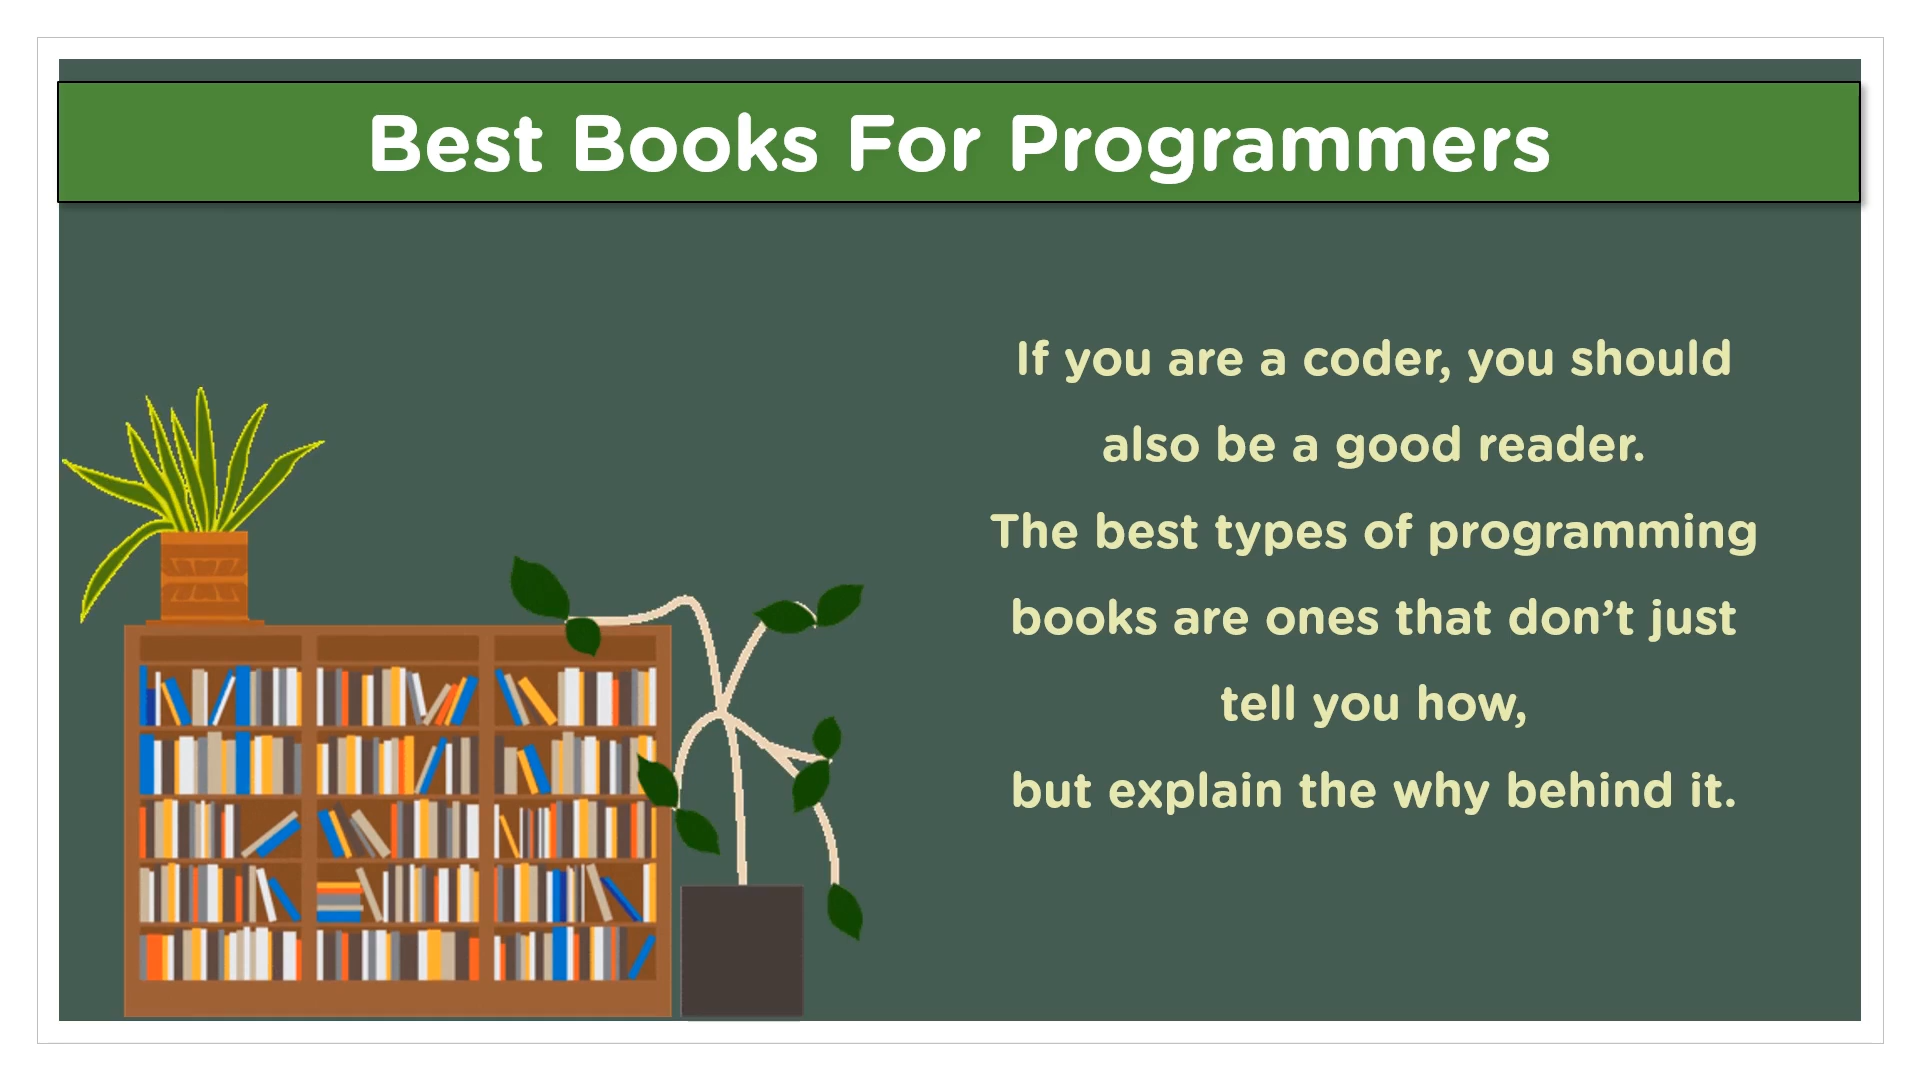 Best Books For Programmers
If you are a coder, you should
also be a good reader.
The best types of programming
books are ones that don’t just
tell you how,
but explain the why behind it.